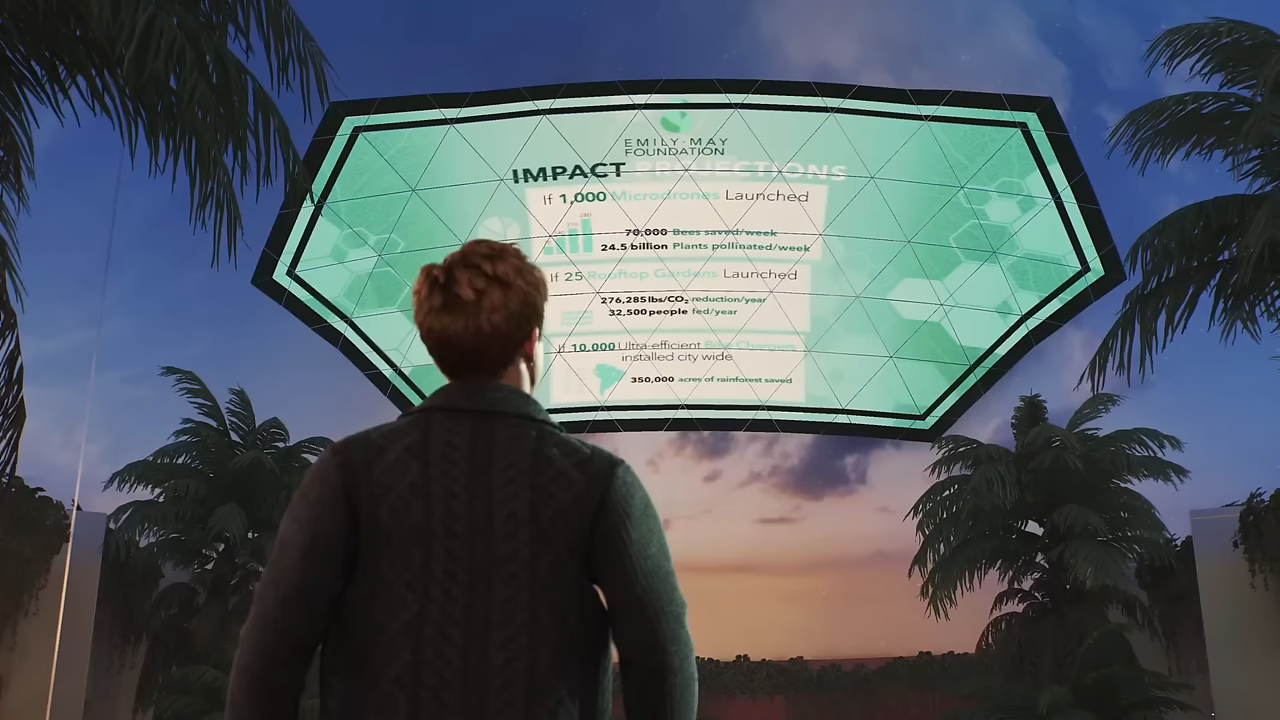 EMILY-MAY
FOUNDATION
IMPACT PROJECTIONS
If 1,000 Microdrones Launched
70,000 Bees saved/week
24.5 billion Plants pollinated/week
If 25 Rooftop Gardens Launched
276,285 lbs/CO₂ reduction/year
32,500 people fed/year
If 10,000 Ultra-efficient Bike Chargers
installed city wide
350,000 acres of rainforest saved